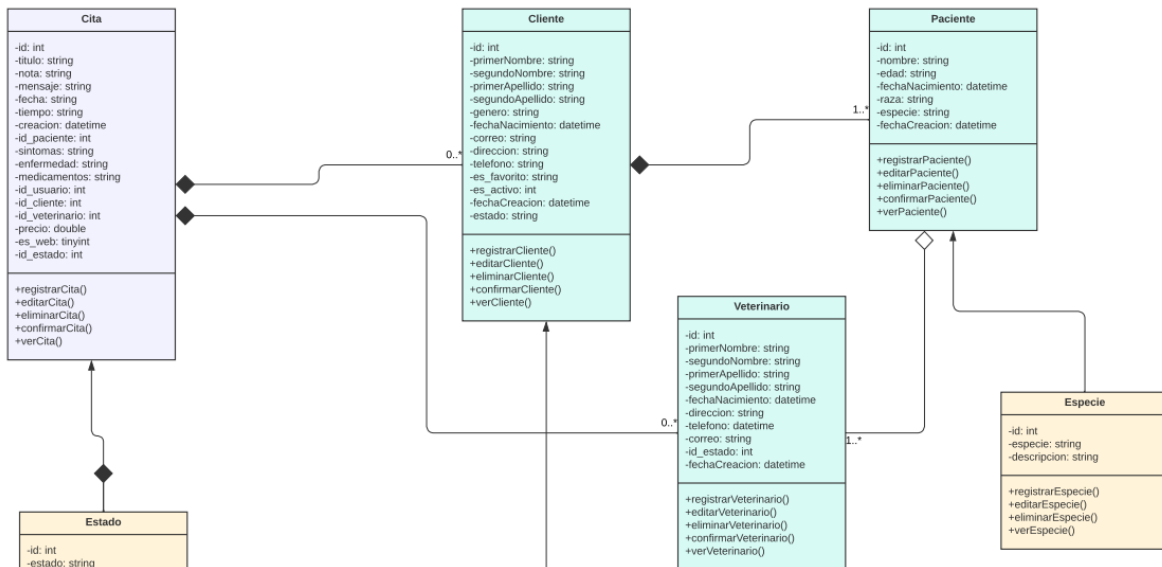 Cita
-id: int
-titulo: string
-nota: string
-mensaje: string
-fecha: string
-tiempo: string
-creacion: datetime
-id_paciente: int
-sintomas: string
-enfermedad: string
-medicamentos: string
-id_usuario: int
-id_cliente: int
-id_veterinario: int
-precio: double
-es_web: tinyint
-id_estado: int
+registrarCita()
+editarCita()
+eliminarCita()
+confirmarCita()
+verCita()
0..*
Cliente
-id: int
-primerNombre: string
-segundoNombre: string
-primerApellido: string
-segundoApellido: string
-genero: string
-fechaNacimiento: datetime
-correo: string
-direccion: string
-telefono: string
-es_favorito: string
-es_activo: int
-fechaCreacion: datetime
-estado: string
+registrarCliente()
+editarCliente()
+eliminarCliente()
+confirmarCliente()
+verCliente()
1..*
Paciente
-id: int
-nombre: string
-edad: string
-fechaNacimiento: datetime
-raza: string
-especie: string
-fechaCreacion: datetime
+registrarPaciente()
+editarPaciente()
+eliminarPaciente()
+confirmarPaciente()
+verPaciente()
0..*
Veterinario
-id: int
-primerNombre: string
-segundoNombre: string
-primerApellido: string
-segundoApellido: string
-fechaNacimiento: datetime
-direccion: string
-telefono: datetime
-correo: string
-id_estado: int
-fechaCreacion: datetime
+registrarVeterinario()
+editarVeterinario()
+eliminarVeterinario()
+confirmarVeterinario()
+verVeterinario()
1..*
Especie
-id: int
-especie: string
-descripcion: string
+registrarEspecie()
+editarEspecie()
+eliminarEspecie()
+verEspecie()
Estado
-id: int
-estado: string